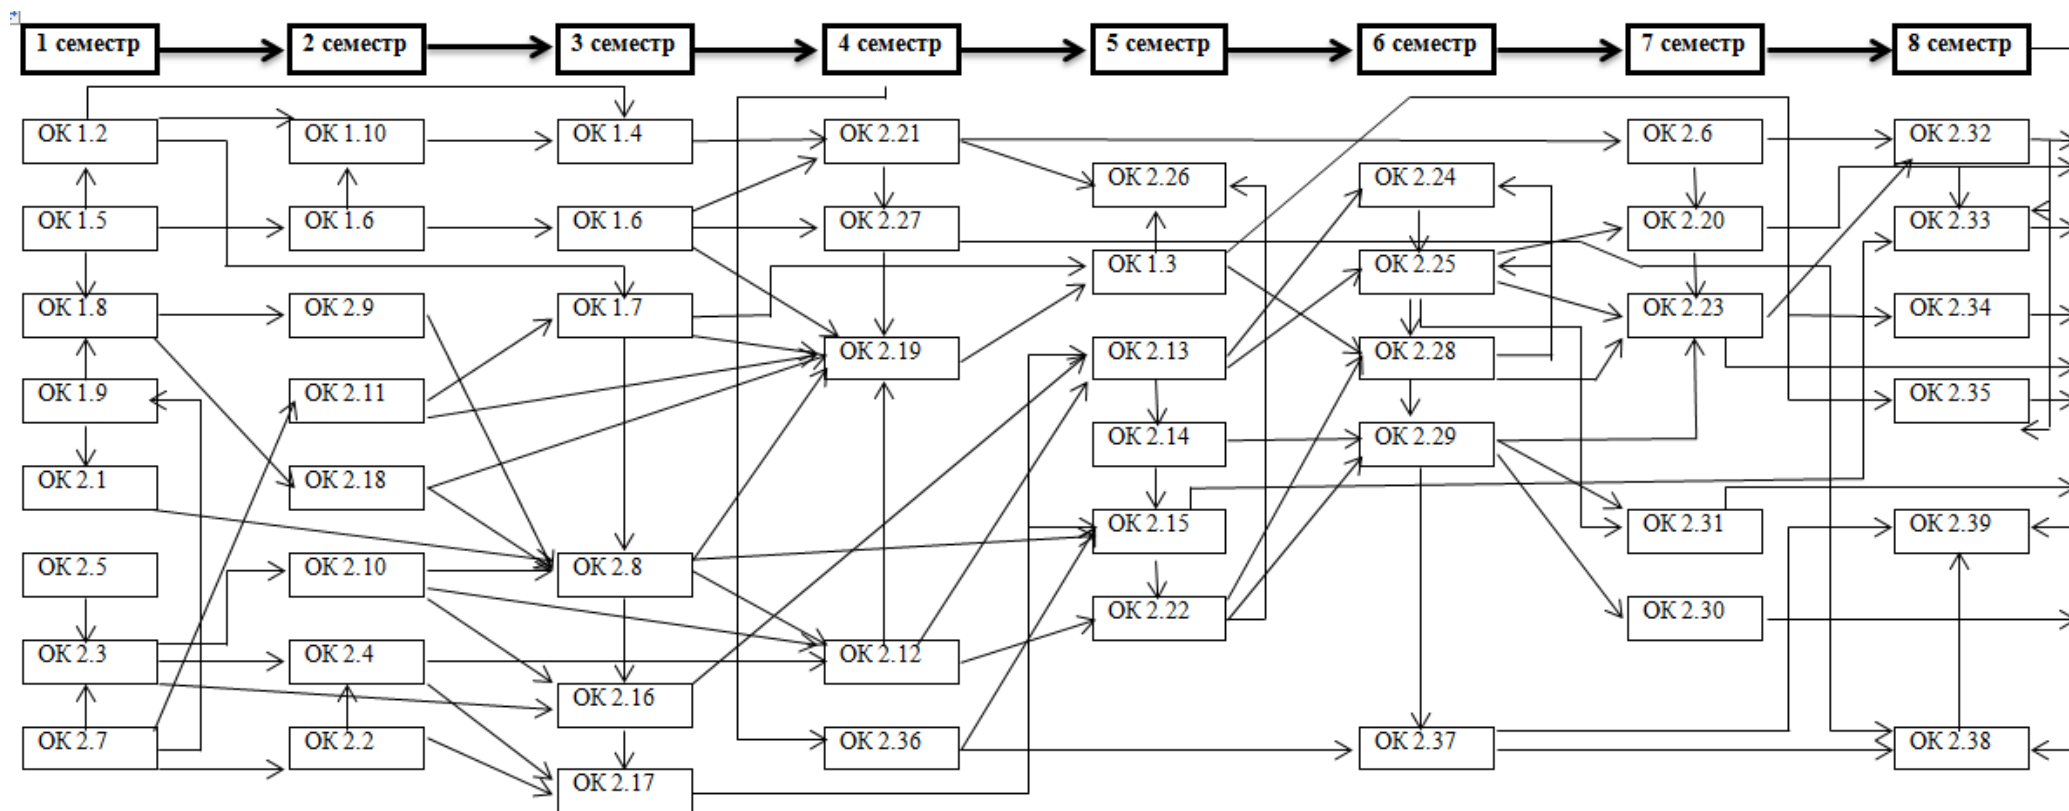 1 семестр
2 семестр
3 семестр
4 семестр
5 семестр
6 семестр
7 семестр
8 семестр
ОК 1.2
ОК 1.5
ОК 1.8
ОК 1.9
ОК 2.1
ОК 2.5
ОК 2.3
ОК 2.7
ОК 1.10
ОК 1.6
ОК 2.9
ОК 2.11
ОК 2.18
ОК 2.10
ОК 2.4
ОК 2.2
ОК 1.4
ОК 1.6
ОК 1.7
ОК 2.8
ОК 2.16
ОК 2.17
ОК 2.21
ОК 2.27
ОК 2.19
ОК 2.12
ОК 2.36
ОК 2.26
ОК 1.3
ОК 2.13
ОК 2.14
ОК 2.15
ОК 2.22
ОК 2.24
ОК 2.25
ОК 2.28
ОК 2.29
ОК 2.37
ОК 2.6
ОК 2.20
ОК 2.23
ОК 2.31
ОК 2.30
ОК 2.32
ОК 2.33
ОК 2.34
ОК 2.35
ОК 2.39
ОК 2.38